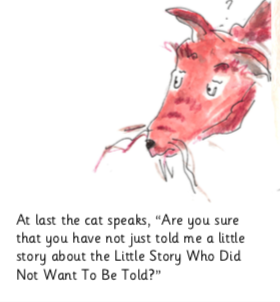 ?
At last the cat speaks, “Are you sure
that you have not just told me a little
story about the Little Story Who Did
Not Want To Be Told?”